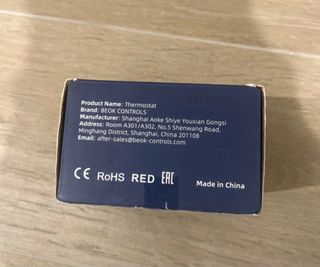 Product Name: Thermostat
Brand: BEOK CONTROLS
Manufacturer: Shanghai Aoke Shiye Youxian Gongsi
Address: Room A301/A302, No.5 Shenwang Road,
Minghang District, Shanghai, China 201108
Email: after-sales@beok-controls.com
CE RoHS RED EAC
Made in China